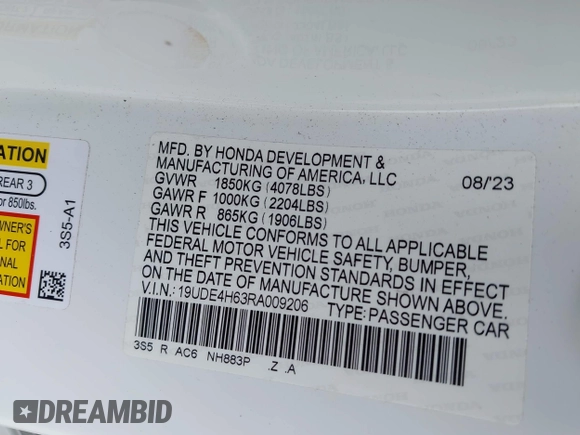 ATION
REAR 3
or 850lbs.
WNER'S
L FOR
ONAL
ATION
3S5-A1
MFD. BY HONDA DEVELOPMENT &
MANUFACTURING OF AMERICA, LLC 08/'23
GVWR 1850KG (4078LBS)
GAWR F 1000KG (2204LBS)
GAWR R 865KG (1906LBS)
THIS VEHICLE CONFORMS TO ALL APPLICABLE
FEDERAL MOTOR VEHICLE SAFETY, BUMPER,
AND THEFT PREVENTION STANDARDS IN EFFECT
ON THE DATE OF MANUFACTURE SHOWN ABOVE.
V.I.N.: 19UDE4H63RA009206 TYPE:PASSENGER CAR
3S5 R AC6 NH883P .Z .A
DREAMBID